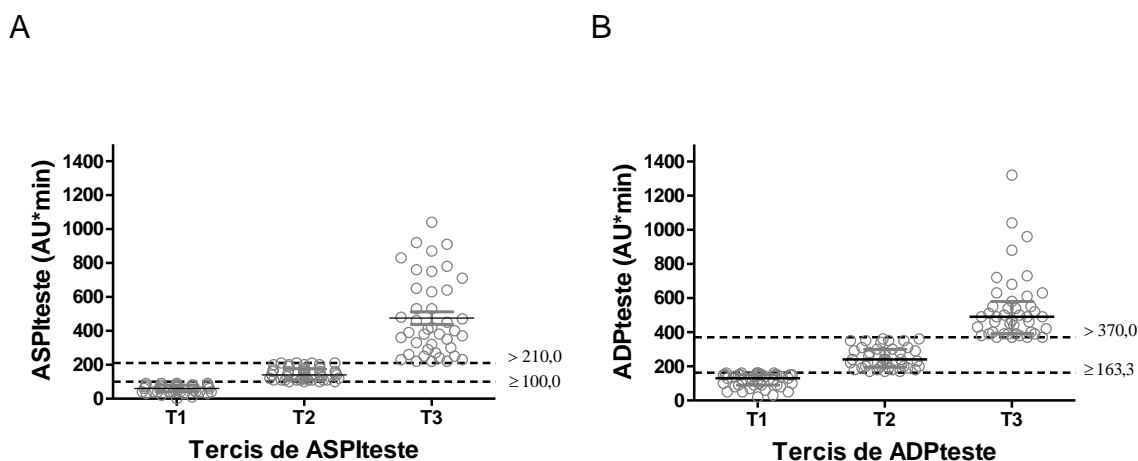 A
ASPIteste (AU*min)
1400
1200
1000
800
600
400
200
0
> 210,0
≥100,0
T1 T2 T3
Tercis de ASPIteste
B
ADPteste (AU*min)
1400
1200
1000
800
600
400
200
0
> 370,0
≥163,3
T1 T2 T3
Tercis de ADPteste